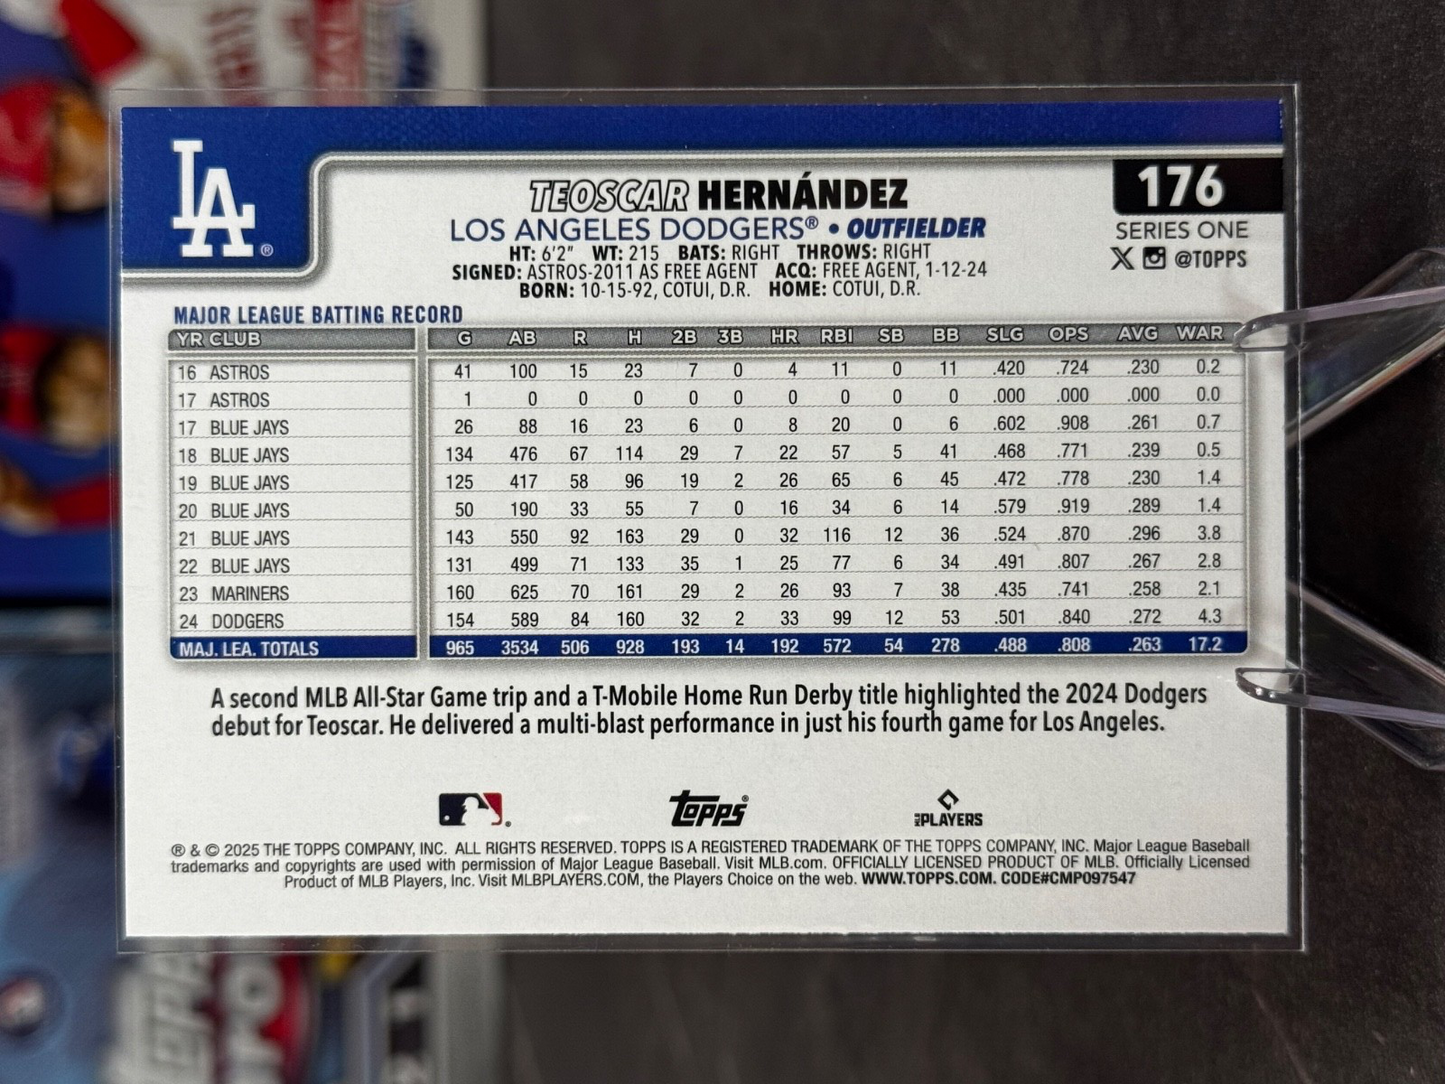 LA®
TEOSCAR HERNÁNDEZ
176
LOS ANGELES DODGERS® • OUTFIELDER
SERIES ONE
HT: 6'2" WT: 215 BATS: RIGHT THROWS: RIGHT
@TOPPS
SIGNED: ASTROS-2011 AS FREE AGENT ACQ: FREE AGENT, 1-12-24
BORN: 10-15-92, COTUI, D.R. HOME: COTUI, D.R.
MAJOR LEAGUE BATTING RECORD
YR CLUB G AB R H 2B 3B HR RBI SB BB SLG OPS AVG WAR
16 ASTROS 41 100 15 23 7 0 4 11 0 11 .420 .724 .230 0.2
17 ASTROS 1 0 0 0 0 0 0 0 0 0 .000 .000 .000 0.0
17 BLUE JAYS 26 88 16 23 6 0 8 20 0 6 .602 .908 .261 0.7
18 BLUE JAYS 134 476 67 114 29 7 22 57 5 41 .468 .771 .239 0.5
19 BLUE JAYS 125 417 58 96 19 2 26 65 6 45 .472 .778 .230 1.4
20 BLUE JAYS 50 190 33 55 7 0 16 34 6 14 .579 .919 .289 1.4
21 BLUE JAYS 143 550 92 163 29 0 32 116 12 36 .524 .870 .296 3.8
22 BLUE JAYS 131 499 71 133 35 1 25 77 6 34 .491 .807 .267 2.8
23 MARINERS 160 625 70 161 29 2 26 93 7 38 .435 .741 .258 2.1
24 DODGERS 154 589 84 160 32 2 33 99 12 53 .501 .840 .272 4.3
MAJ. LEA. TOTALS 965 3534 506 928 193 14 192 572 54 278 .488 .808 .263 17.2
A second MLB All-Star Game trip and a T-Mobile Home Run Derby title highlighted the 2024 Dodgers
debut for Teoscar. He delivered a multi-blast performance in just his fourth game for Los Angeles.
topps® MLB PLAYERS
® & © 2025 THE TOPPS COMPANY, INC. ALL RIGHTS RESERVED. TOPPS IS A REGISTERED TRADEMARK OF THE TOPPS COMPANY, INC. Major League Baseball
trademarks and copyrights are used with permission of Major League Baseball. Visit MLB.com. OFFICIALLY LICENSED PRODUCT OF MLB. Officially Licensed
Product of MLB Players, Inc. Visit MLBPLAYERS.COM, the Players Choice on the web. WWW.TOPPS.COM. CODE#CMP097547